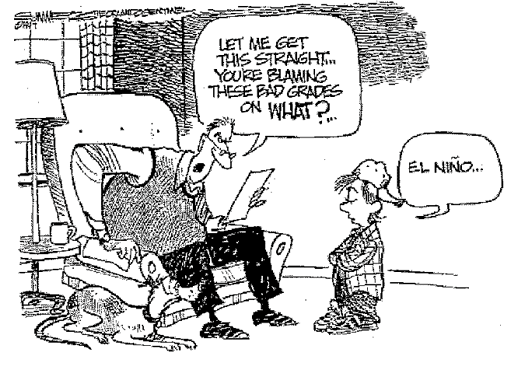 LET ME GET
THIS STRAIGHT...
YOU'RE BLAMING
THESE BAD GRADES
ON WHAT?...
EL NIÑO...